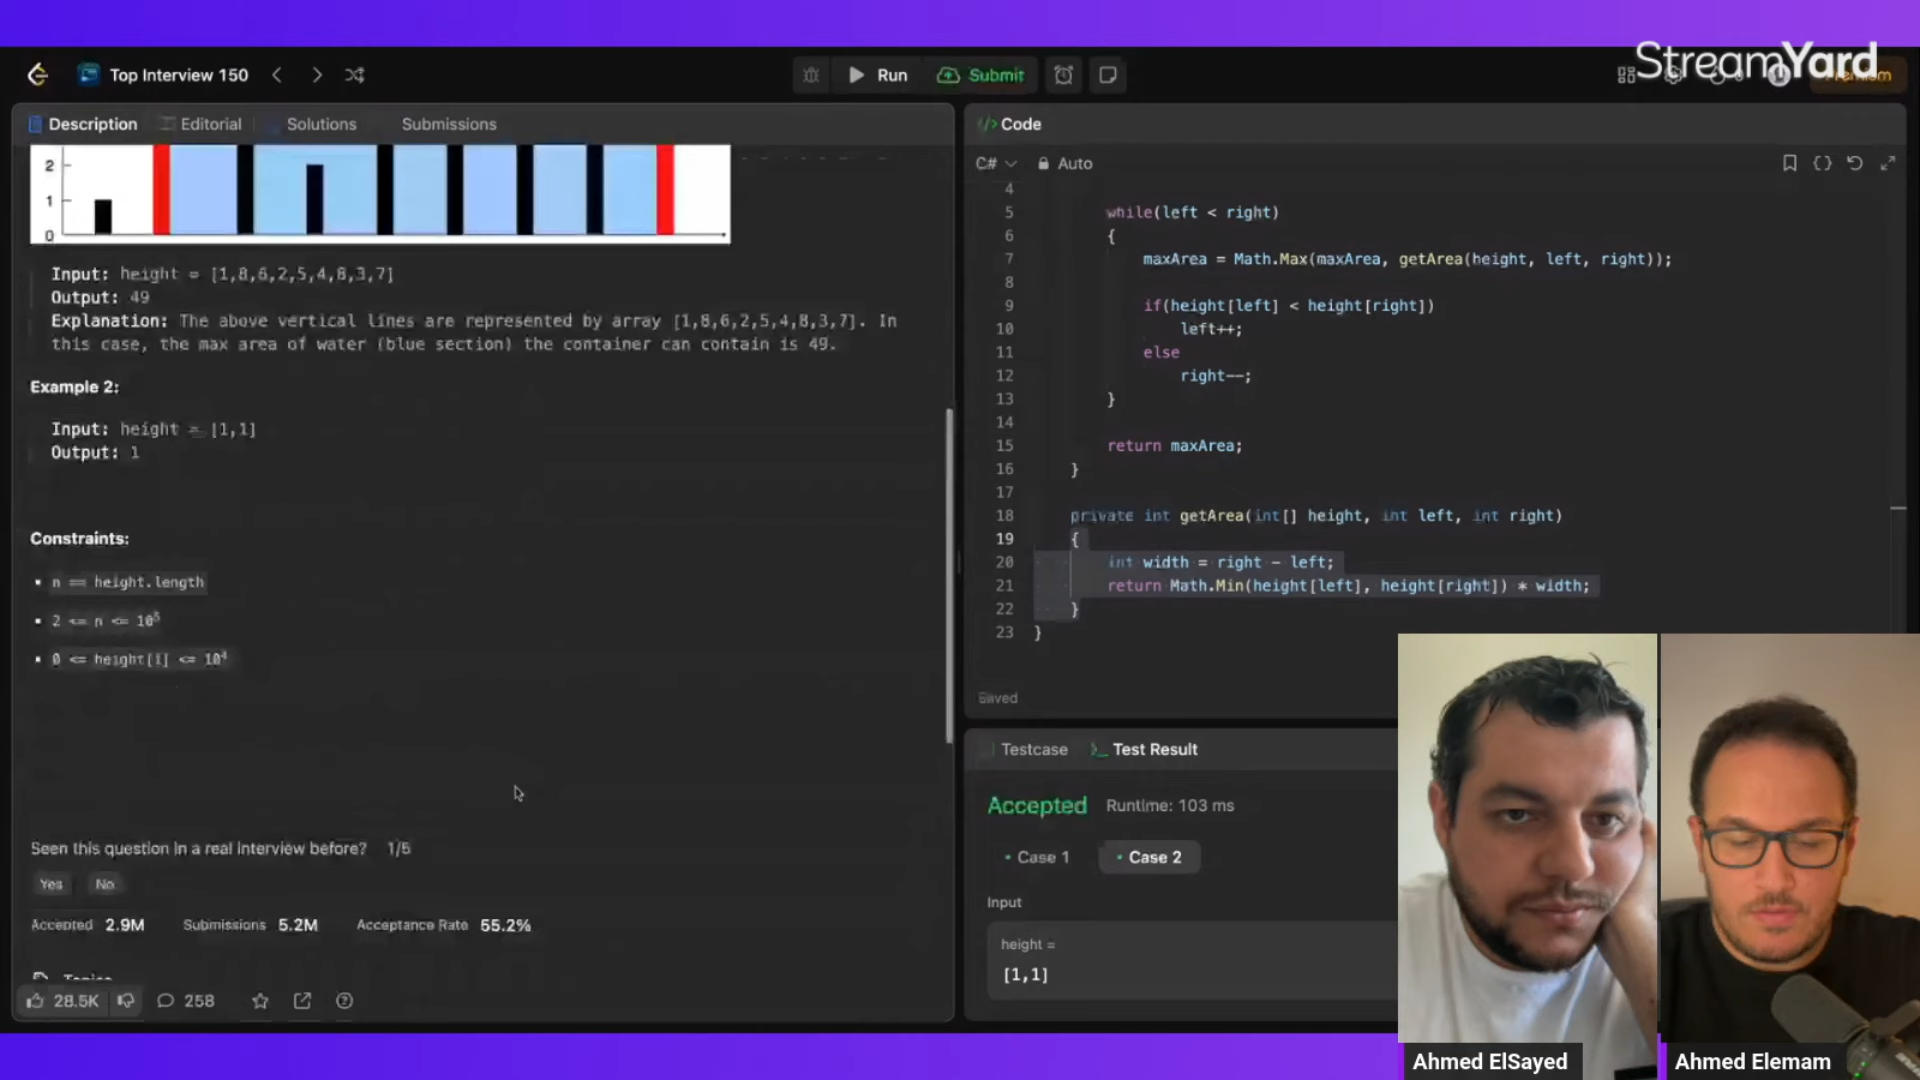 StreamYard
Top Interview 150
Run
Submit
Description
Editorial
Solutions
Submissions
2
1
0
Input: height = [1,8,6,2,5,4,8,3,7]
Output: 49
Explanation: The above vertical lines are represented by array [1,8,6,2,5,4,8,3,7]. In
this case, the max area of water (blue section) the container can contain is 49.
Example 2:
Input: height = [1,1]
Output: 1
Constraints:
• n == height.length
• 2 <= n <= 10⁵
• 0 <= height[i] <= 10⁴
Seen this question in a real interview before? 1/5
Yes No
Accepted 2.9M Submissions 5.2M Acceptance Rate 55.2%
Topics
28.5K
258
</> Code
C# Auto
4
5 while(left < right)
6 {
7 maxArea = Math.Max(maxArea, getArea(height, left, right));
8
9 if(height[left] < height[right])
10 left++;
11 else
12 right--;
13 }
14
15 return maxArea;
16 }
17
18 private int getArea(int[] height, int left, int right)
19 {
20 int width = right - left;
21 return Math.Min(height[left], height[right]) * width;
22 }
23 }
Saved
Testcase
>_ Test Result
Accepted Runtime: 103 ms
• Case 1
• Case 2
Input
height =
[1,1]
Ahmed ElSayed
Ahmed Elemam